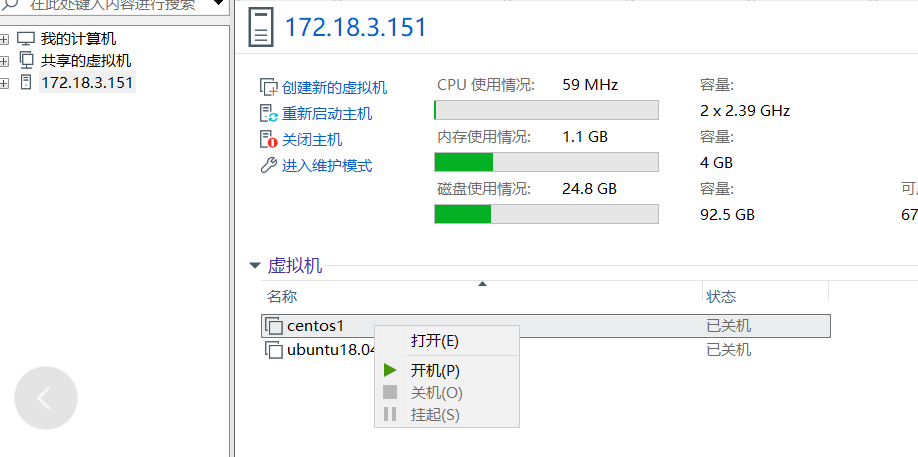 在此处键入内容进行搜索
我的计算机
共享的虚拟机
172.18.3.151
172.18.3.151
创建新的虚拟机
重新启动主机
关闭主机
进入维护模式
CPU 使用情况: 59 MHz 容量:
2 x 2.39 GHz
内存使用情况: 1.1 GB 容量:
4 GB
磁盘使用情况: 24.8 GB 容量:
92.5 GB 67
虚拟机
名称 状态
centos1 已关机
ubuntu18.04 已关机
打开(E)
开机(P)
关机(O)
挂起(S)